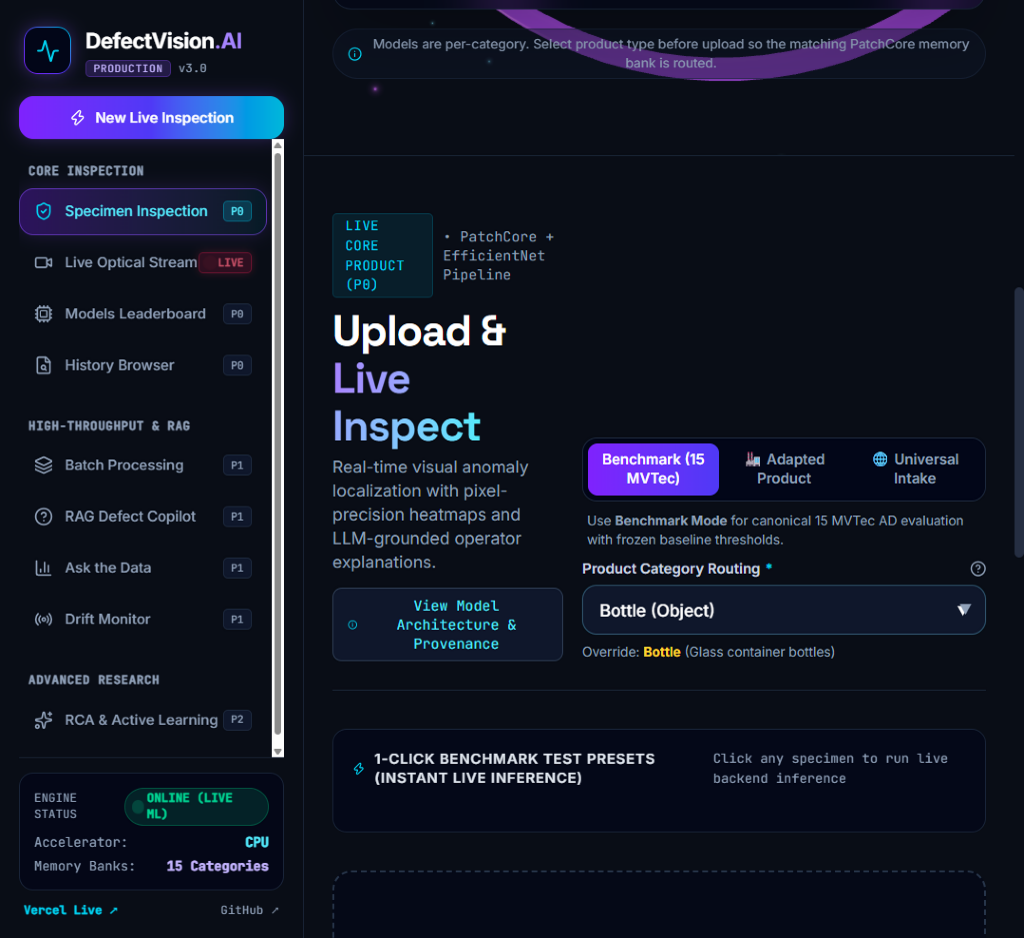 DefectVision.AI
PRODUCTION v3.0
New Live Inspection
CORE INSPECTION
Specimen Inspection P0
Live Optical Stream LIVE
Models Leaderboard P0
History Browser P0
HIGH-THROUGHPUT & RAG
Batch Processing P1
RAG Defect Copilot P1
Ask the Data P1
Drift Monitor P1
ADVANCED RESEARCH
RCA & Active Learning P2
ENGINE
STATUS
ONLINE (LIVE
ML)
Accelerator: CPU
Memory Banks: 15 Categories
Vercel Live ↗ GitHub ↗
Models are per-category. Select product type before upload so the matching PatchCore memory
bank is routed.
LIVE
CORE
PRODUCT
(P0)
• PatchCore +
EfficientNet
Pipeline
Upload &
Live
Inspect
Real-time visual anomaly
localization with pixel-
precision heatmaps and
LLM-grounded operator
explanations.
View Model
Architecture &
Provenance
Benchmark (15
MVTec)
Adapted
Product
Universal
Intake
Use Benchmark Mode for canonical 15 MVTec AD evaluation
with frozen baseline thresholds.
Product Category Routing *
Bottle (Object)
Override: Bottle (Glass container bottles)
1-CLICK BENCHMARK TEST PRESETS
(INSTANT LIVE INFERENCE)
Click any specimen to run live
backend inference